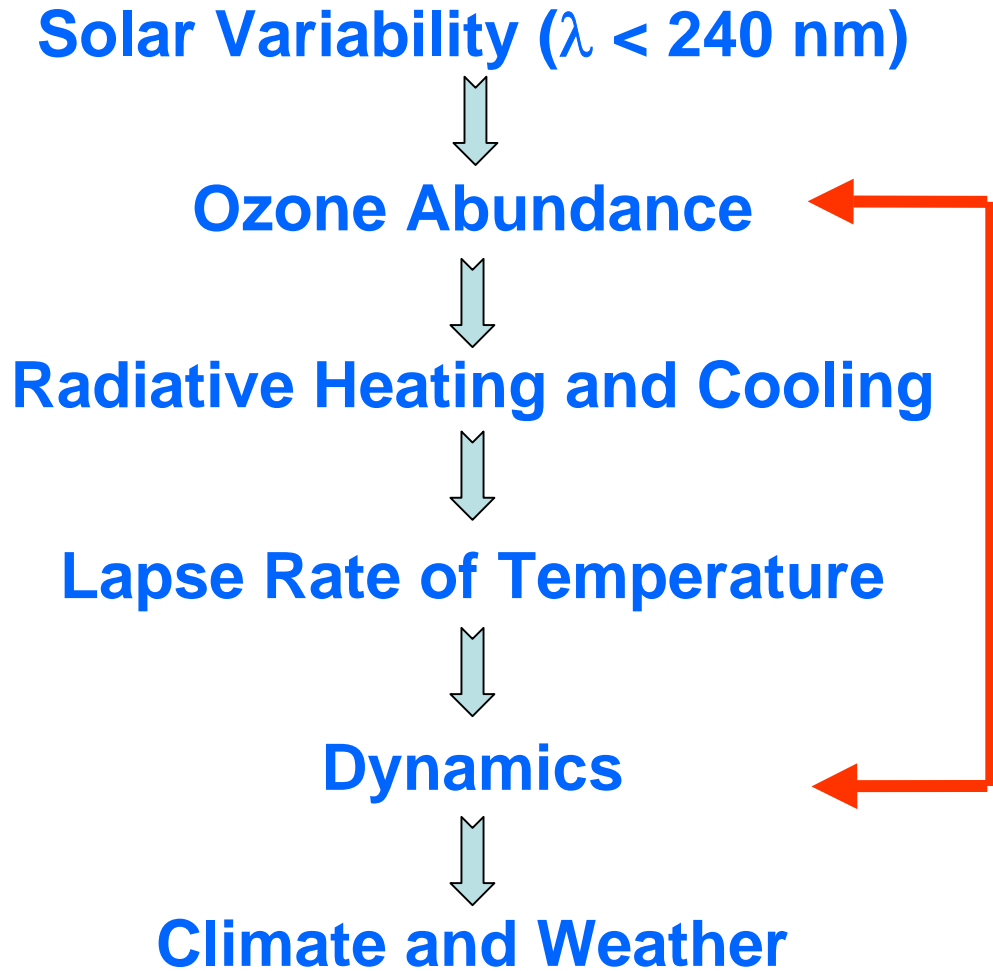 Solar Variability (λ < 240 nm)
Ozone Abundance
Radiative Heating and Cooling
Lapse Rate of Temperature
Dynamics
Climate and Weather